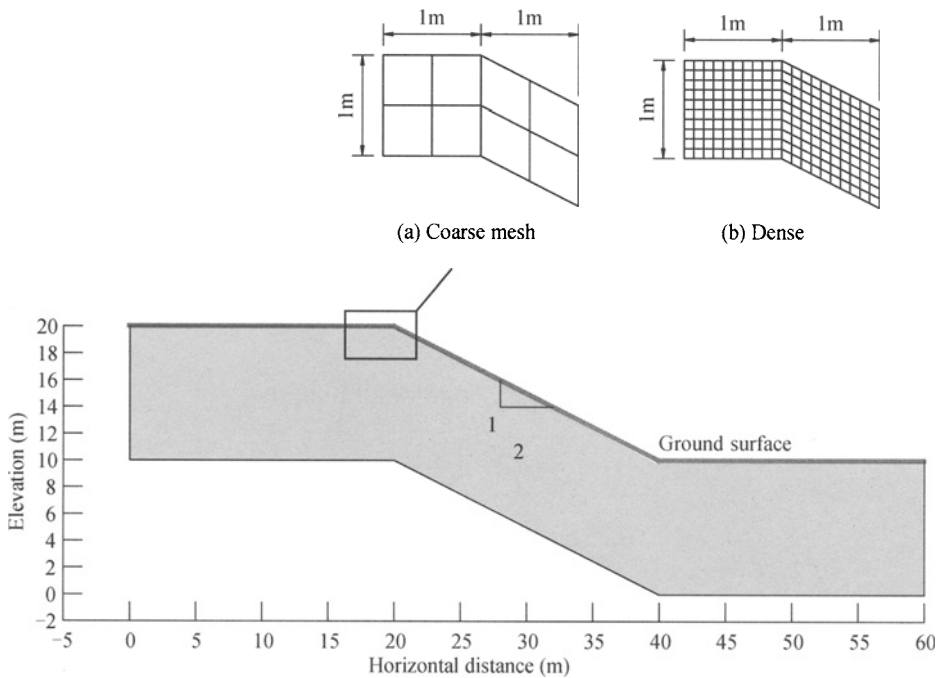 1m 1m 1m 1m
1m
1m
(a) Coarse mesh (b) Dense
20
18
16
14
12
10
8
6
4
2
0
−2
Elevation (m)
1
2
Ground surface
−5 0 5 10 15 20 25 30 35 40 45 50 55 60
Horizontal distance (m)